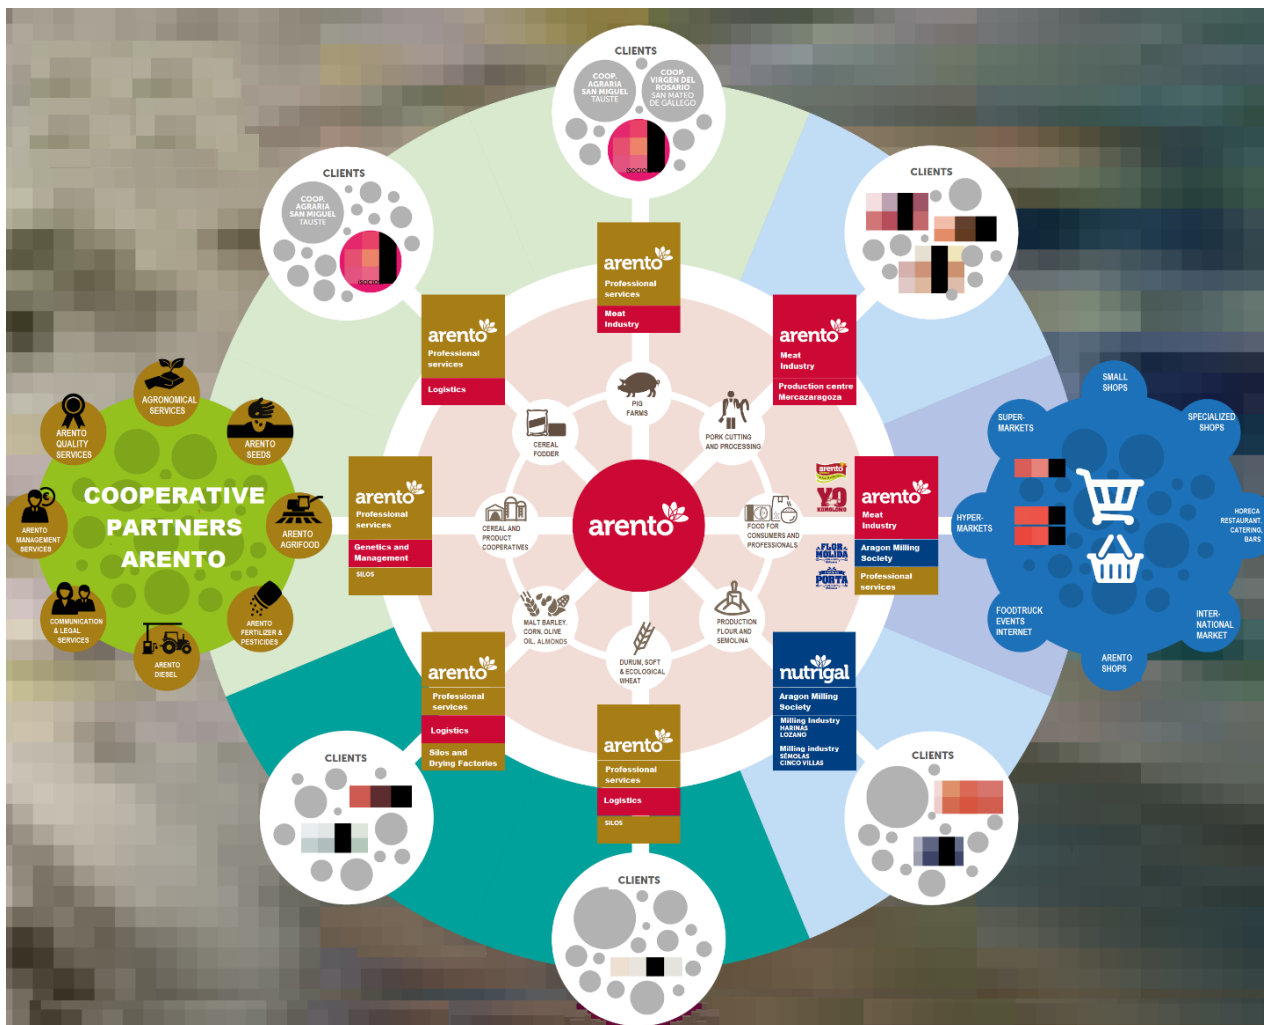 CLIENTS
COOP.
AGRARIA
SAN MIGUEL
TAUSTE
COOP.
VIRGEN DEL
ROSARIO
SAN MATEO
DE GÁLLEGO
(SOCIO
CLIENTS
COOP.
AGRARIA
SAN MIGUEL
TAUSTE
(SOCIO
CLIENTS
arento
Professional
services
Meat
Industry
arento
Professional
services
Logistics
arento
Meat
Industry
Production centre
Mercazaragoza
PIG
FARMS
CEREAL
FODDER
PORK CUTTING
AND PROCESSING
AGRONOMICAL
SERVICES
ARENTO
QUALITY
SERVICES
ARENTO
SEEDS
COOPERATIVE
PARTNERS
ARENTO
ARENTO
MANAGEMENT
SERVICES
ARENTO
AGRIFOOD
COMMUNICATION
& LEGAL
SERVICES
ARENTO
FERTILIZER &
PESTICIDES
ARENTO
DIESEL
arento
Professional
services
Genetics and
Management
SILOS
CEREAL AND
PRODUCT
COOPERATIVES
arento
FOOD FOR
CONSUMERS AND
PROFESSIONALS
arento
YO
FLOR
MOLIDA
PORTA
arento
Meat
Industry
Aragon Milling
Society
Professional
services
SMALL
SHOPS
SUPER-
MARKETS
SPECIALIZED
SHOPS
HYPER-
MARKETS
HORECA
RESTAURANT,
CATERING,
BARS
FOODTRUCK
EVENTS
INTERNET
INTER-
NATIONAL
MARKET
ARENTO
SHOPS
MALT BARLEY,
CORN, OLIVE
OIL, ALMONDS
DURUM, SOFT
& ECOLOGICAL
WHEAT
PRODUCTION
FLOUR AND
SEMOLINA
arento
Professional
services
Logistics
Silos and
Drying Factories
arento
Professional
services
Logistics
SILOS
nutrigal
Aragon Milling
Society
Milling Industry
HARINAS
LOZANO
Milling industry
SÉMOLAS
CINCO VILLAS
CLIENTS
CLIENTS
CLIENTS